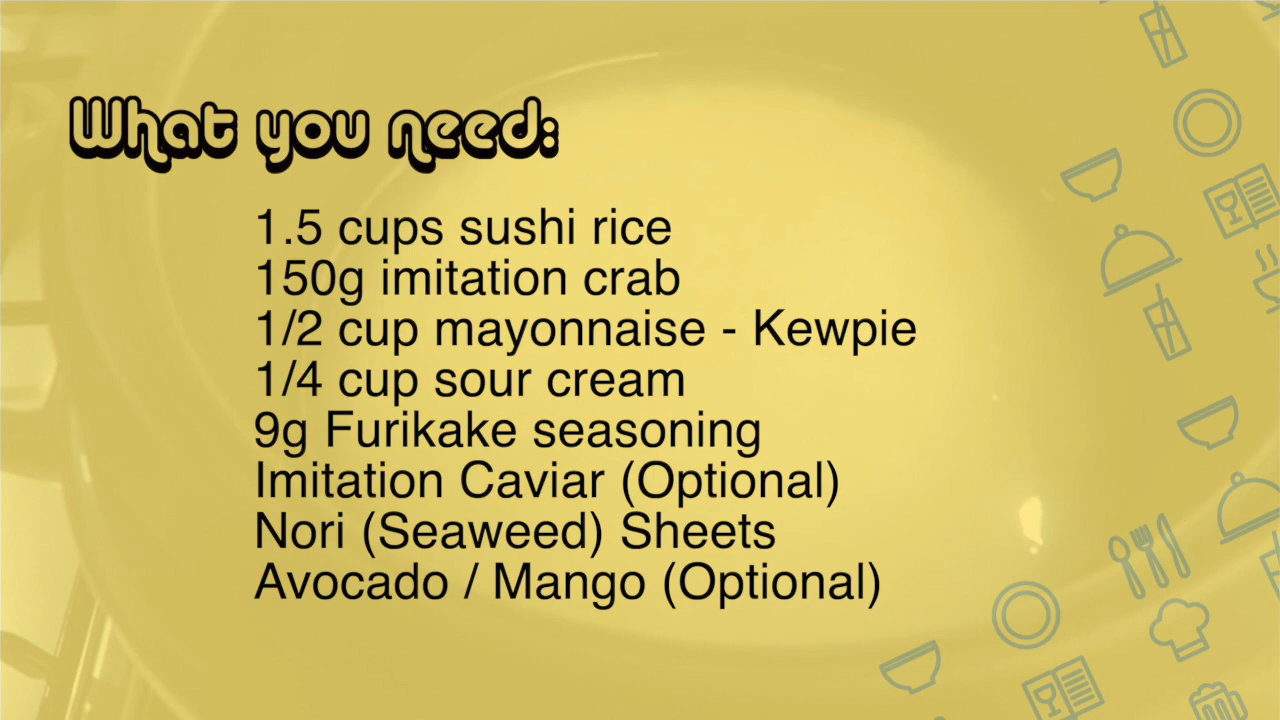 What you need:
1.5 cups sushi rice
150g imitation crab
1/2 cup mayonnaise - Kewpie
1/4 cup sour cream
9g Furikake seasoning
Imitation Caviar (Optional)
Nori (Seaweed) Sheets
Avocado / Mango (Optional)